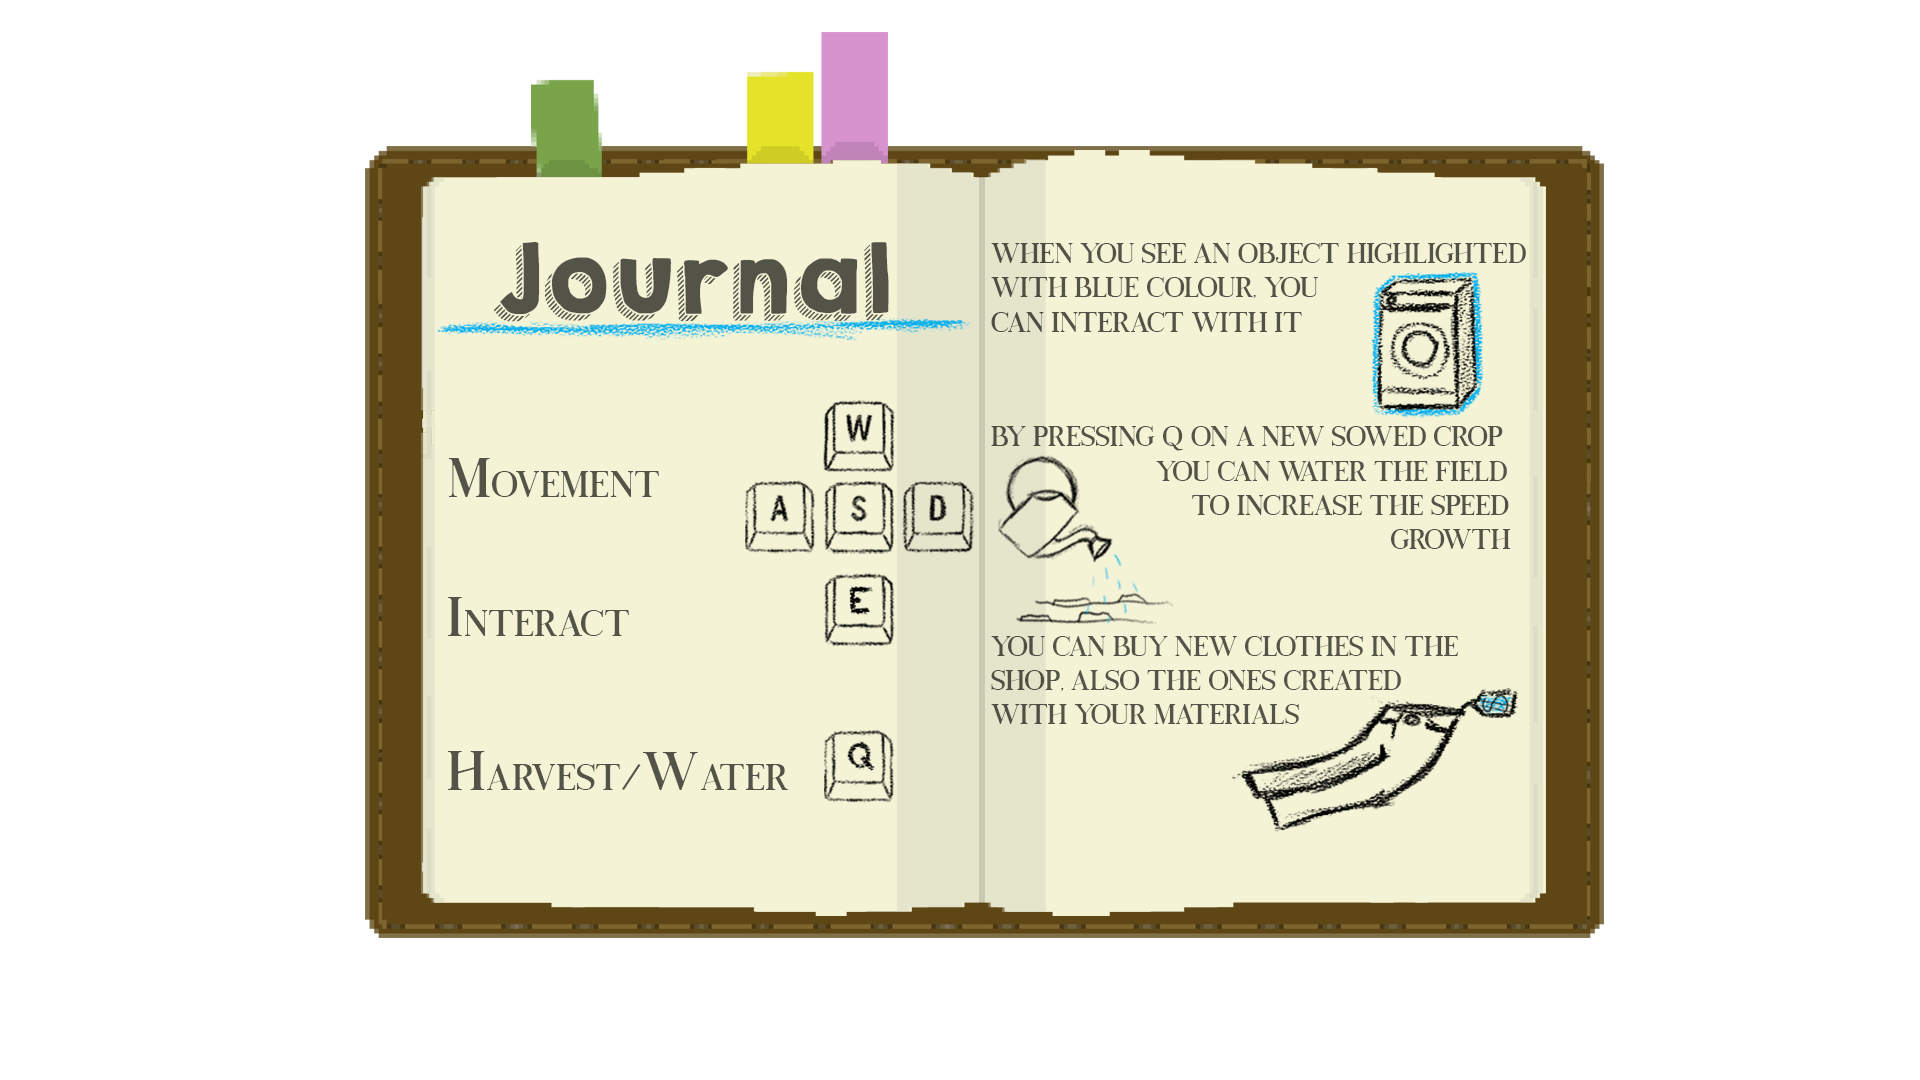 Journal
Movement
W
A S D
Interact
E
Harvest/Water
Q
WHEN YOU SEE AN OBJECT HIGHLIGHTED
WITH BLUE COLOUR, YOU
CAN INTERACT WITH IT
BY PRESSING Q ON A NEW SOWED CROP
YOU CAN WATER THE FIELD
TO INCREASE THE SPEED
GROWTH
YOU CAN BUY NEW CLOTHES IN THE
SHOP, ALSO THE ONES CREATED
WITH YOUR MATERIALS